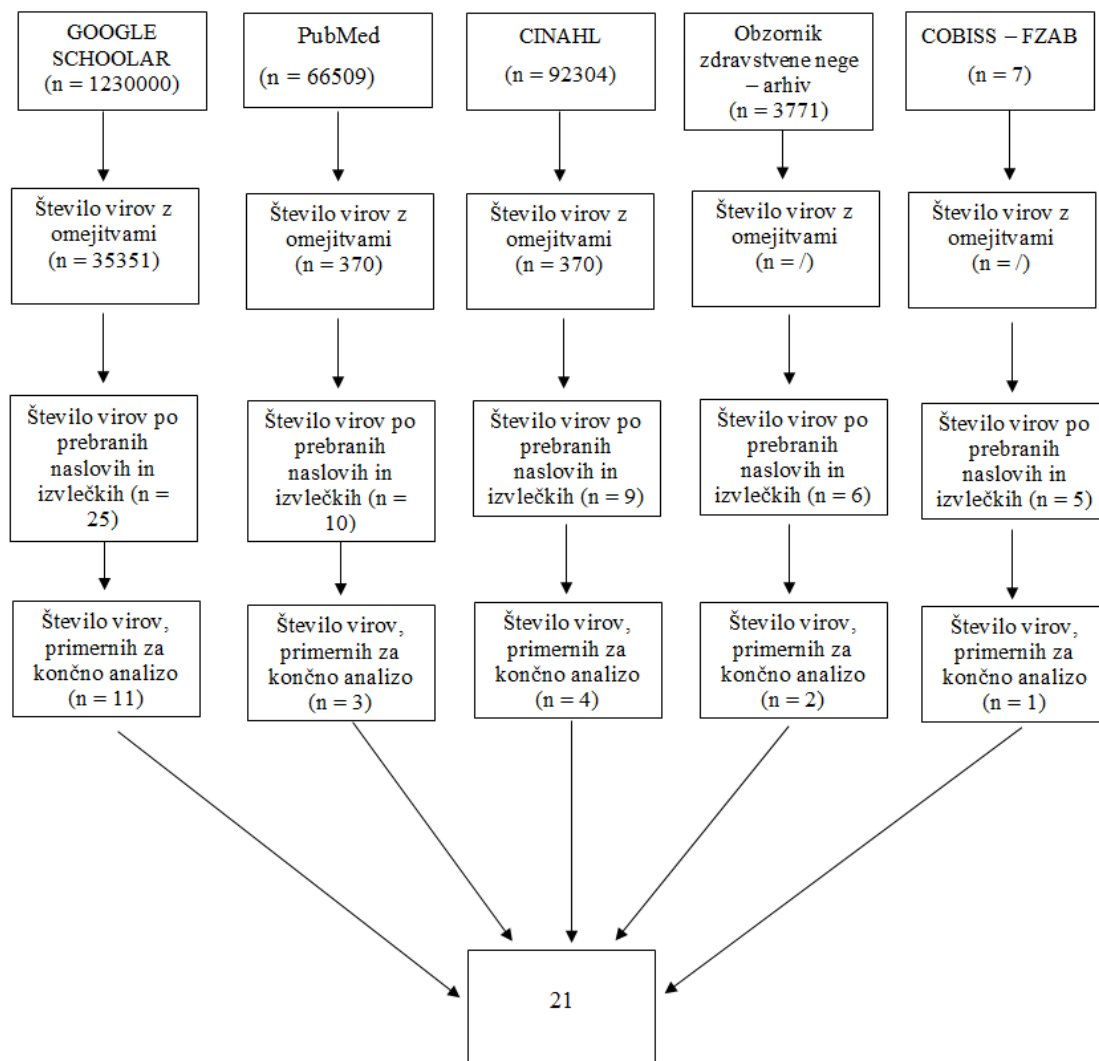 GOOGLE
SCHOOLAR
(n = 1230000)
PubMed
(n = 66509)
CINAHL
(n = 92304)
Obzornik
zdravstvene nege
– arhiv
(n = 3771)
COBISS – FZAB
(n = 7)
Število virov z
omejitvami
(n = 35351)
Število virov z
omejitvami
(n = 370)
Število virov z
omejitvami
(n = 370)
Število virov z
omejitvami
(n = /)
Število virov z
omejitvami
(n = /)
Število virov po
prebranih
naslovih in
izvlečkih (n =
25)
Število virov po
prebranih
naslovih in
izvlečkih (n =
10)
Število virov po
prebranih
naslovih in
izvlečkih (n = 9)
Število virov po
prebranih
naslovih in
izvlečkih (n = 6)
Število virov po
prebranih
naslovih in
izvlečkih (n = 5)
Število virov,
primernih za
končno analizo
(n = 11)
Število virov,
primernih za
končno analizo
(n = 3)
Število virov,
primernih za
končno analizo
(n = 4)
Število virov,
primernih za
končno analizo
(n = 2)
Število virov,
primernih za
končno analizo
(n = 1)
21